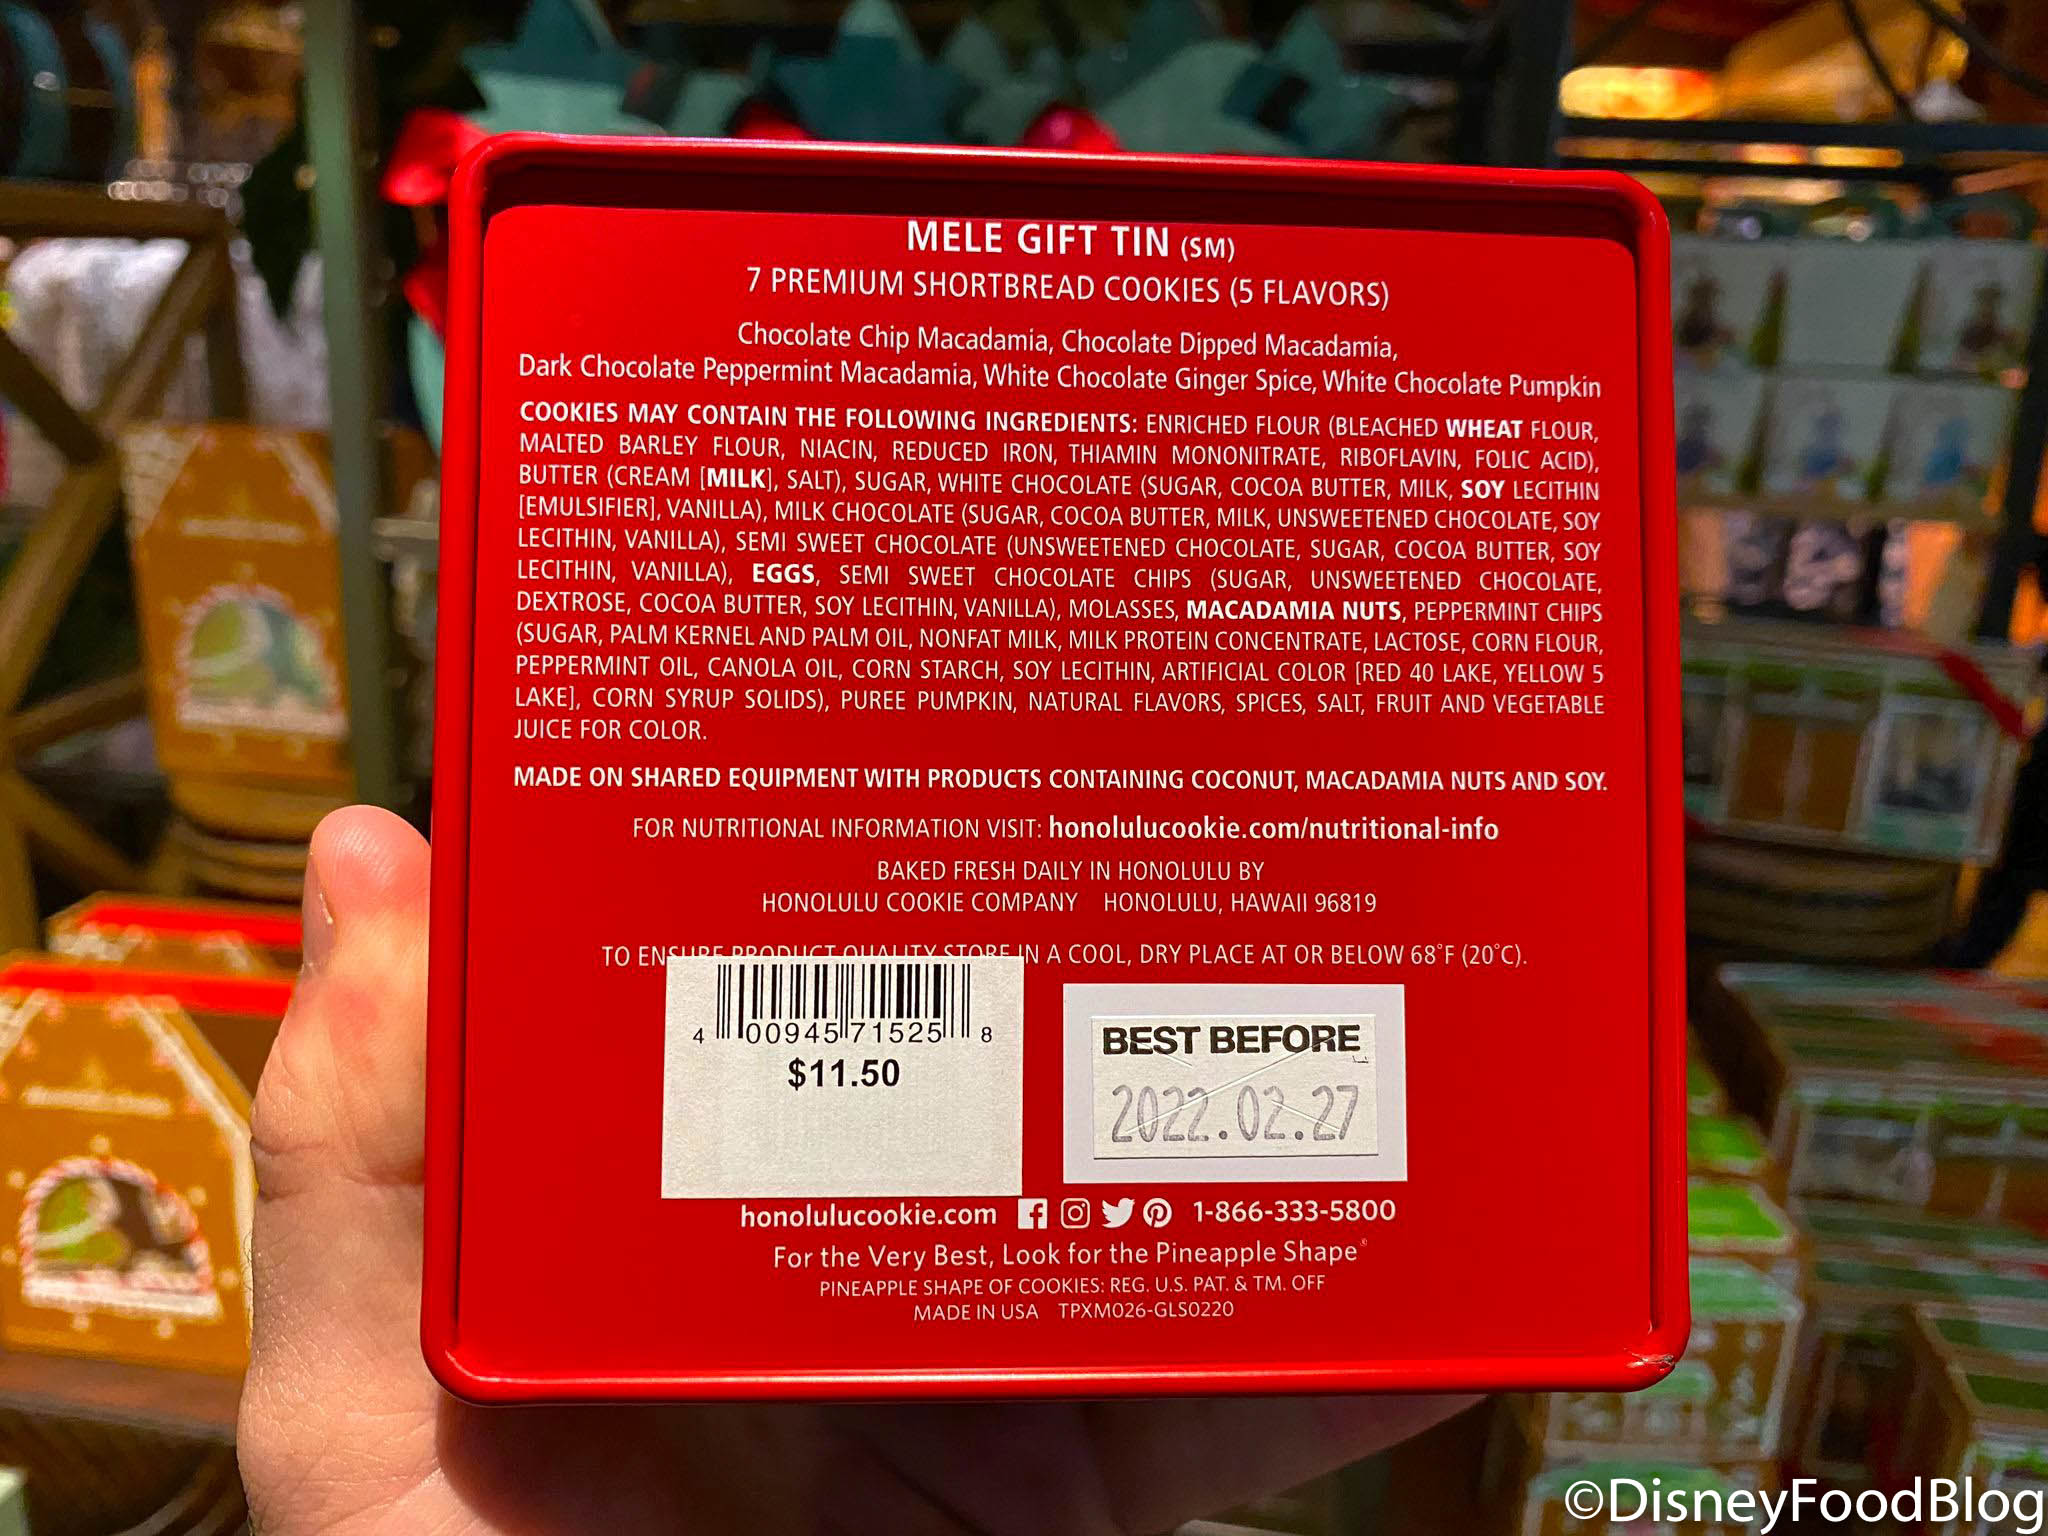 MELE GIFT TIN (SM)
7 PREMIUM SHORTBREAD COOKIES (5 FLAVORS)
Chocolate Chip Macadamia, Chocolate Dipped Macadamia,
Dark Chocolate Peppermint Macadamia, White Chocolate Ginger Spice, White Chocolate Pumpkin
COOKIES MAY CONTAIN THE FOLLOWING INGREDIENTS: ENRICHED FLOUR (BLEACHED WHEAT FLOUR,
MALTED BARLEY FLOUR, NIACIN, REDUCED IRON, THIAMIN MONONITRATE, RIBOFLAVIN, FOLIC ACID),
BUTTER (CREAM [MILK], SALT), SUGAR, WHITE CHOCOLATE (SUGAR, COCOA BUTTER, MILK, SOY LECITHIN
[EMULSIFIER], VANILLA), MILK CHOCOLATE (SUGAR, COCOA BUTTER, MILK, UNSWEETENED CHOCOLATE, SOY
LECITHIN, VANILLA), SEMI SWEET CHOCOLATE (UNSWEETENED CHOCOLATE, SUGAR, COCOA BUTTER, SOY
LECITHIN, VANILLA), EGGS, SEMI SWEET CHOCOLATE CHIPS (SUGAR, UNSWEETENED CHOCOLATE,
DEXTROSE, COCOA BUTTER, SOY LECITHIN, VANILLA), MOLASSES, MACADAMIA NUTS, PEPPERMINT CHIPS
(SUGAR, PALM KERNEL AND PALM OIL, NONFAT MILK, MILK PROTEIN CONCENTRATE, LACTOSE, CORN FLOUR,
PEPPERMINT OIL, CANOLA OIL, CORN STARCH, SOY LECITHIN, ARTIFICIAL COLOR [RED 40 LAKE, YELLOW 5
LAKE], CORN SYRUP SOLIDS), PUREE PUMPKIN, NATURAL FLAVORS, SPICES, SALT, FRUIT AND VEGETABLE
JUICE FOR COLOR.
MADE ON SHARED EQUIPMENT WITH PRODUCTS CONTAINING COCONUT, MACADAMIA NUTS AND SOY.
FOR NUTRITIONAL INFORMATION VISIT: honolulucookie.com/nutritional-info
BAKED FRESH DAILY IN HONOLULU BY
HONOLULU COOKIE COMPANY HONOLULU, HAWAII 96819
TO ENSURE PRODUCT QUALITY STORE IN A COOL, DRY PLACE AT OR BELOW 68°F (20°C).
4 00945 71525 8
$11.50
BEST BEFORE
2022.02.27
honolulucookie.com 1-866-333-5800
For the Very Best, Look for the Pineapple Shape®
PINEAPPLE SHAPE OF COOKIES: REG. U.S. PAT. & TM. OFF
MADE IN USA TPXM026-GLS0220
©DisneyFoodBlog